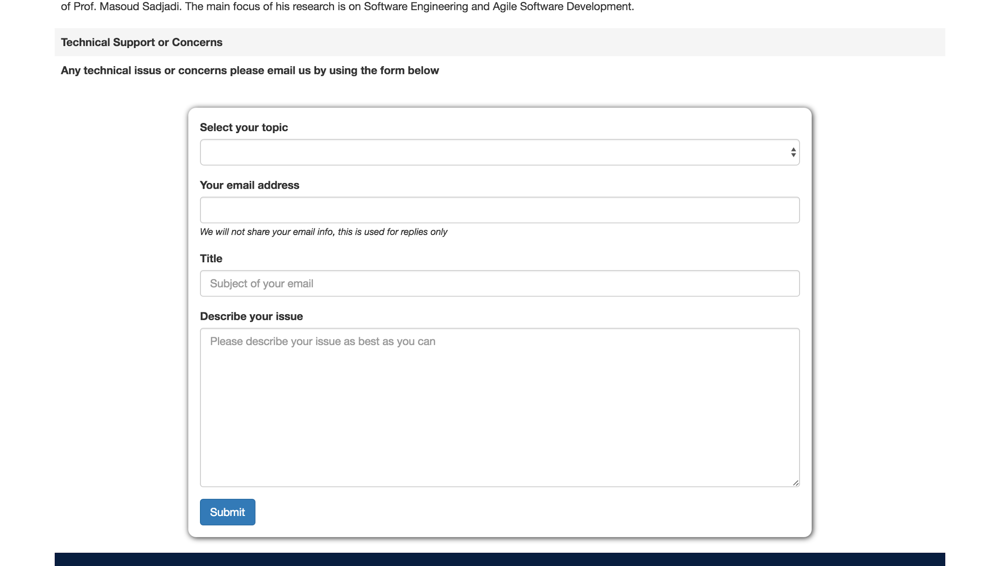 of Prof. Masoud Sadjadi. The main focus of his research is on Software Engineering and Agile Software Development.
Technical Support or Concerns
Any technical issus or concerns please email us by using the form below
Select your topic
Your email address
We will not share your email info, this is used for replies only
Title
Subject of your email
Describe your issue
Please describe your issue as best as you can
Submit